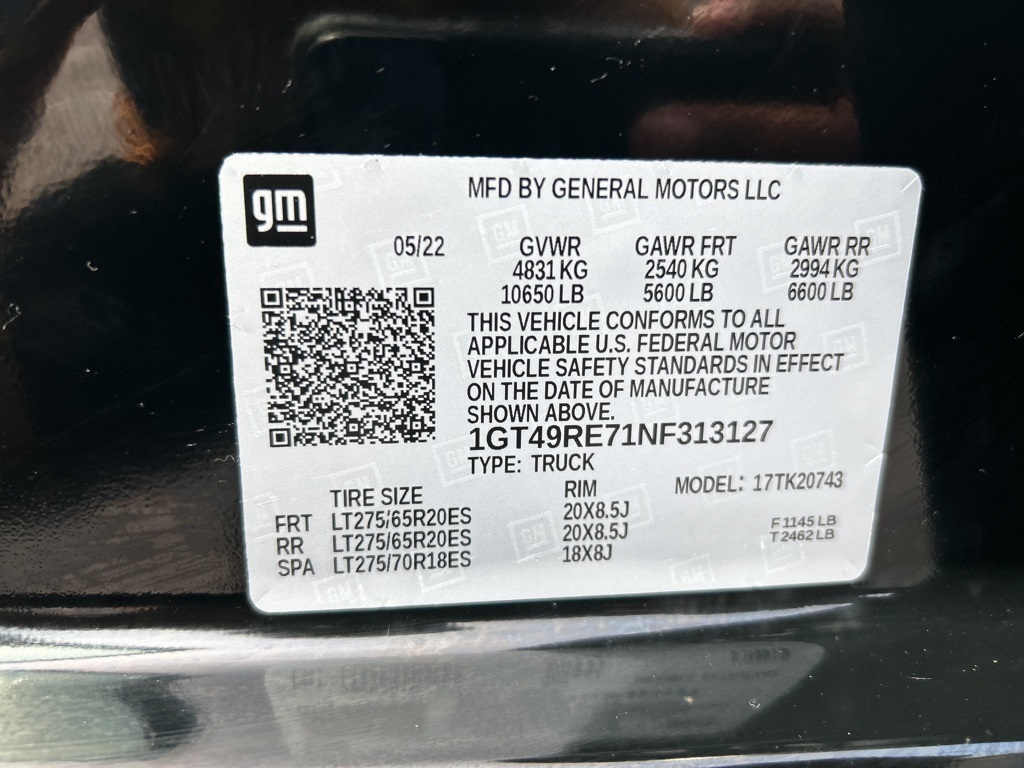 gm
MFD BY GENERAL MOTORS LLC
05/22 GVWR GAWR FRT GAWR RR
4831 KG 2540 KG 2994 KG
10650 LB 5600 LB 6600 LB
THIS VEHICLE CONFORMS TO ALL
APPLICABLE U.S. FEDERAL MOTOR
VEHICLE SAFETY STANDARDS IN EFFECT
ON THE DATE OF MANUFACTURE
SHOWN ABOVE.
1GT49RE71NF313127
TYPE: TRUCK
MODEL: 17TK20743
TIRE SIZE RIM
FRT LT275/65R20ES 20X8.5J
RR LT275/65R20ES 20X8.5J
SPA LT275/70R18ES 18X8J
F1145 LB
T2462 LB